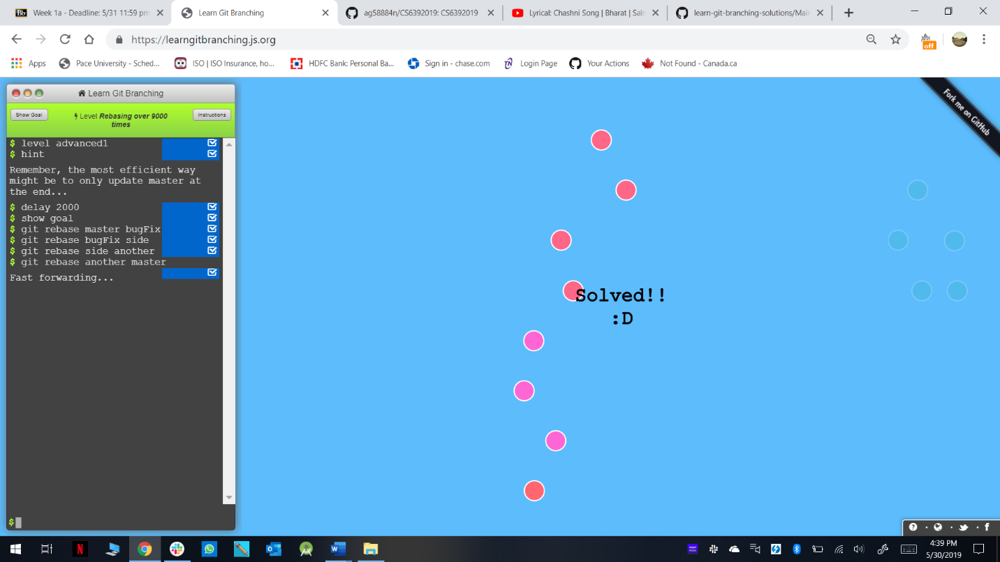 Week 1a - Deadline: 5/31 11:59 pm
Learn Git Branching
ag58884n/CS6392019: CS6392019
Lyrical: Chashni Song | Bharat | Saln
learn-git-branching-solutions/Mair
https://learngitbranching.js.org
off
Apps
Pace University - Sched...
ISO | ISO Insurance, ho...
HDFC Bank: Personal Ba...
Sign in - chase.com
Login Page
Your Actions
Not Found - Canada.ca
Learn Git Branching
Show Goal
Level Rebasing over 9000
times
Instructions
$ level advanced1
$ hint
Remember, the most efficient way
might be to only update master at
the end...
$ delay 2000
$ show goal
$ git rebase master bugFix
$ git rebase bugFix side
$ git rebase side another
$ git rebase another master
Fast forwarding...
$
Fork me on GitHub
Solved!!
:D
4:39 PM
5/30/2019